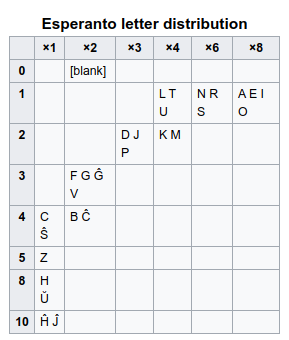 Esperanto letter distribution
×1 ×2 ×3 ×4 ×6 ×8
0 [blank]
1 L T U N R S A E I O
2 D J P K M
3 F G Ĝ V
4 C Ŝ B Ĉ
5 Z
8 H Ŭ
10 Ĥ Ĵ